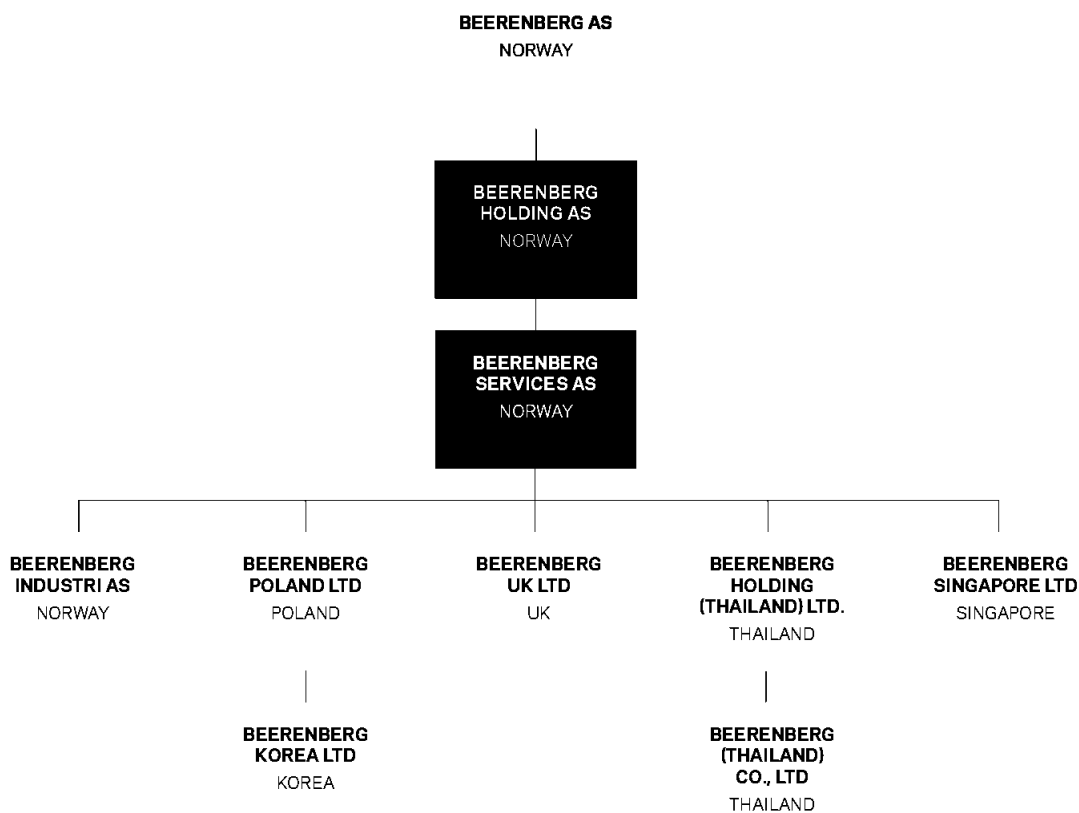 BEERENBERG AS
NORWAY
BEERENBERG
HOLDING AS
NORWAY
BEERENBERG
SERVICES AS
NORWAY
BEERENBERG
INDUSTRI AS
NORWAY
BEERENBERG
POLAND LTD
POLAND
BEERENBERG
UK LTD
UK
BEERENBERG
HOLDING
(THAILAND) LTD.
THAILAND
BEERENBERG
SINGAPORE LTD
SINGAPORE
BEERENBERG
KOREA LTD
KOREA
BEERENBERG
(THAILAND)
CO., LTD
THAILAND